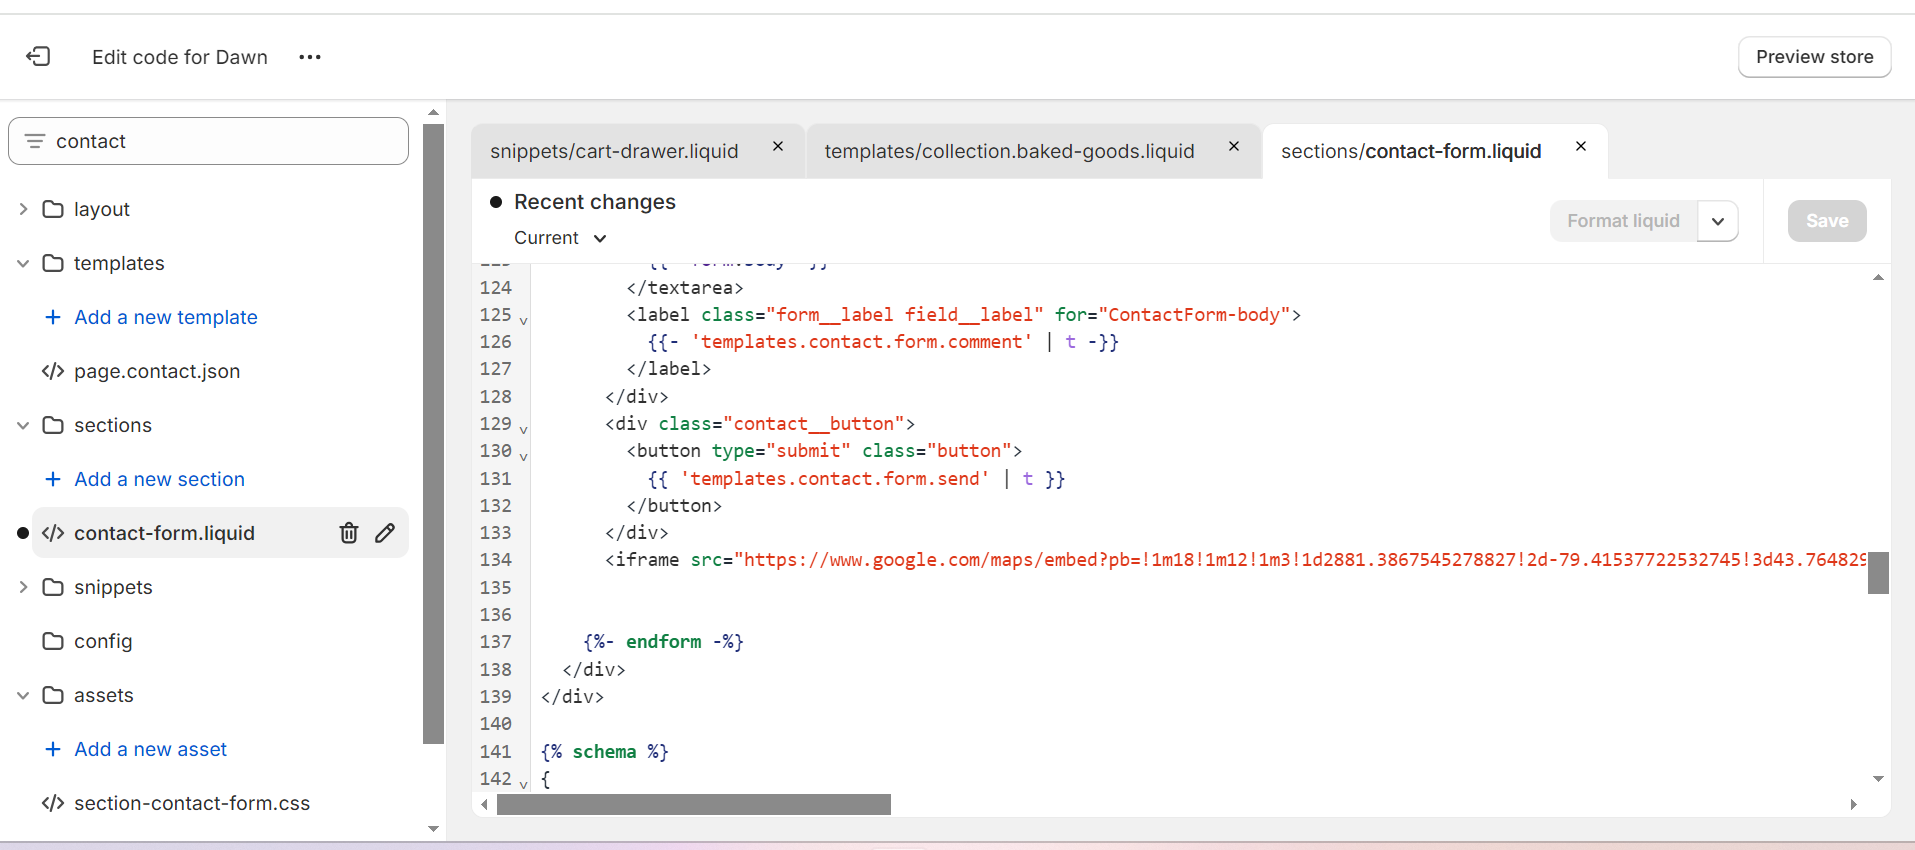 Edit code for Dawn
Preview store
contact
layout
templates
Add a new template
page.contact.json
sections
Add a new section
contact-form.liquid
snippets
config
assets
Add a new asset
section-contact-form.css
snippets/cart-drawer.liquid
templates/collection.baked-goods.liquid
sections/contact-form.liquid
Recent changes
Current
Format liquid
Save
124 </textarea>
125 <label class="form__label field__label" for="ContactForm-body">
126 {{- 'templates.contact.form.comment' | t -}}
127 </label>
128 </div>
129 <div class="contact__button">
130 <button type="submit" class="button">
131 {{ 'templates.contact.form.send' | t }}
132 </button>
133 </div>
134 <iframe src="https://www.google.com/maps/embed?pb=!1m18!1m12!1m3!1d2881.3867545278827!2d-79.41537722532745!3d43.764829
135
136
137 {%- endform -%}
138 </div>
139 </div>
140
141 {% schema %}
142 {